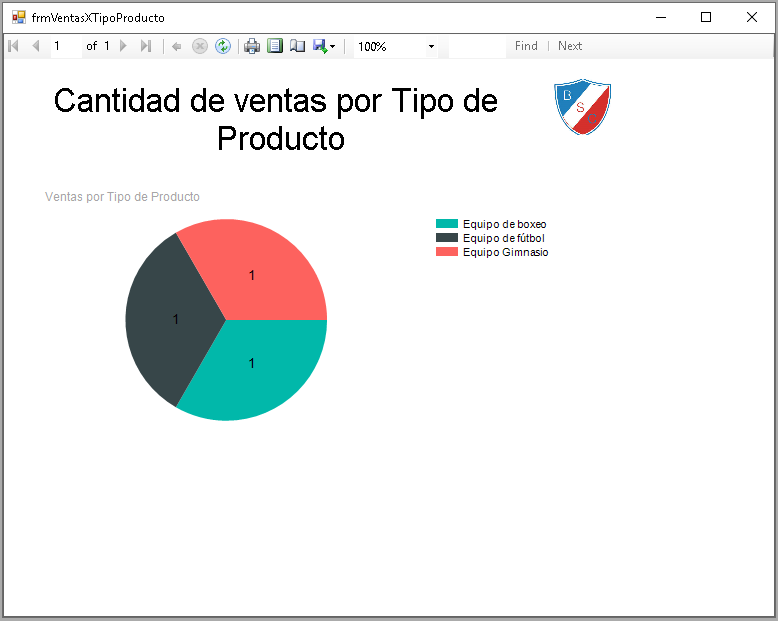 frmVentasXTipoProducto
1 of 1 100% Find | Next
Cantidad de ventas por Tipo de
Producto
B
S
C
Ventas por Tipo de Producto
Equipo de boxeo
Equipo de fútbol
Equipo Gimnasio
1
1
1